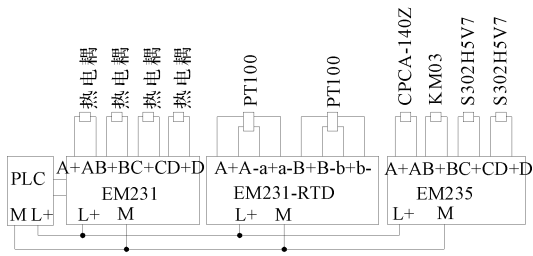 热电耦
热电耦
热电耦
热电耦
PT100
PT100
CPCA-140Z
KM03
S302H5V7
S302H5V7
A+AB+BC+CD+D
A+A-a+a-B+B-b+b-
A+AB+BC+CD+D
PLC
EM231
EM231-RTD
EM235
M L+
L+ M
L+ M
L+ M